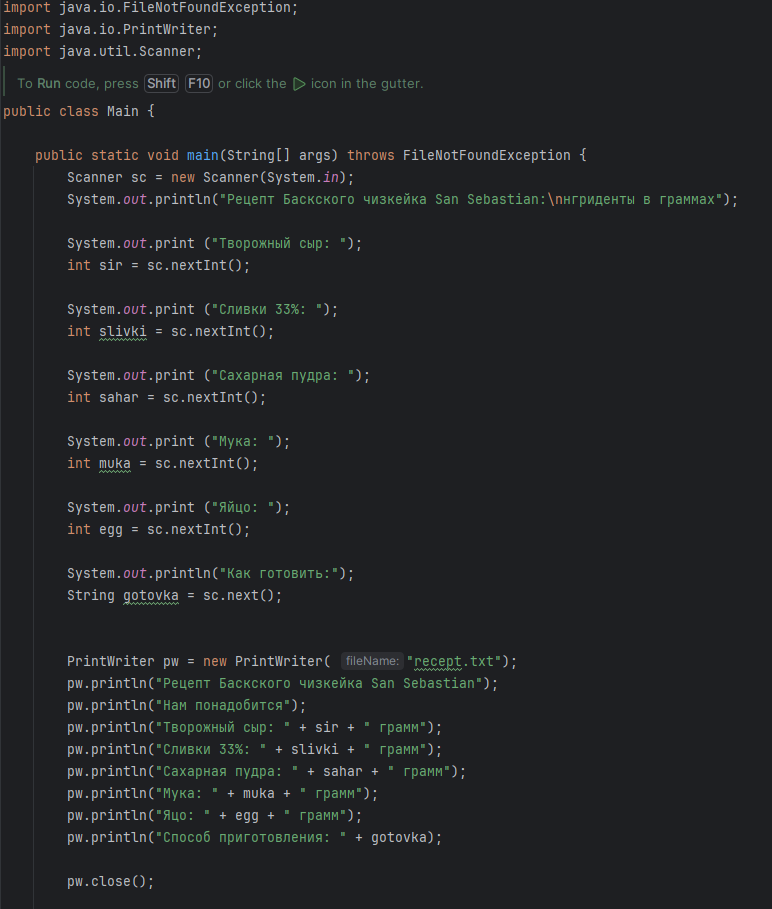 import java.io.FileNotFoundException;
import java.io.PrintWriter;
import java.util.Scanner;
To Run code, press Shift F10 or click the icon in the gutter.
public class Main {
public static void main(String[] args) throws FileNotFoundException {
Scanner sc = new Scanner(System.in);
System.out.println("Рецепт Баскского чизкейка San Sebastian:\nнгриденты в граммах");
System.out.print ("Творожный сыр: ");
int sir = sc.nextInt();
System.out.print ("Сливки 33%: ");
int slivki = sc.nextInt();
System.out.print ("Сахарная пудра: ");
int sahar = sc.nextInt();
System.out.print ("Мука: ");
int muka = sc.nextInt();
System.out.print ("Яйцо: ");
int egg = sc.nextInt();
System.out.println("Как готовить:");
String gotovka = sc.next();
PrintWriter pw = new PrintWriter( fileName: "recept.txt");
pw.println("Рецепт Баскского чизкейка San Sebastian");
pw.println("Нам понадобится");
pw.println("Творожный сыр: " + sir + " грамм");
pw.println("Сливки 33%: " + slivki + " грамм");
pw.println("Сахарная пудра: " + sahar + " грамм");
pw.println("Мука: " + muka + " грамм");
pw.println("Яцо: " + egg + " грамм");
pw.println("Способ приготовления: " + gotovka);
pw.close();